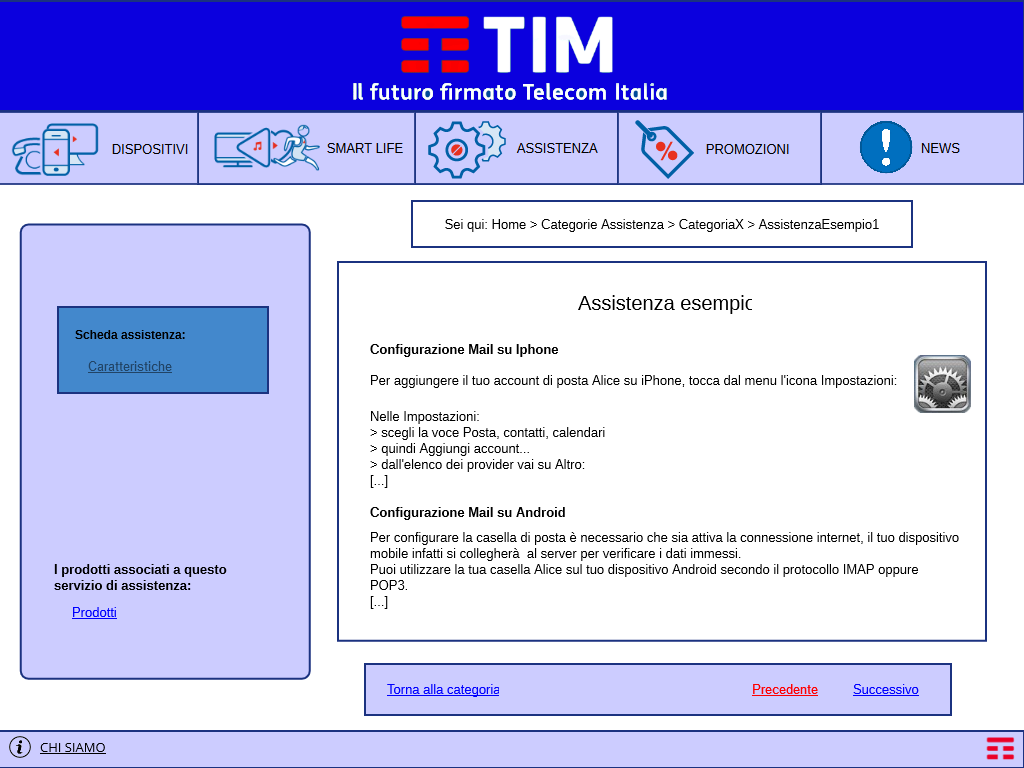 TIM
Il futuro firmato Telecom Italia
DISPOSITIVI
SMART LIFE
ASSISTENZA
PROMOZIONI
NEWS
Sei qui: Home > Categorie Assistenza > CategoriaX > AssistenzaEsempio1
Scheda assistenza:
Caratteristiche
I prodotti associati a questo
servizio di assistenza:
Prodotti
Assistenza esempio
Configurazione Mail su Iphone
Per aggiungere il tuo account di posta Alice su iPhone, tocca dal menu l'icona Impostazioni:
Nelle Impostazioni:
> scegli la voce Posta, contatti, calendari
> quindi Aggiungi account...
> dall'elenco dei provider vai su Altro:
[...]
Configurazione Mail su Android
Per configurare la casella di posta è necessario che sia attiva la connessione internet, il tuo dispositivo
mobile infatti si collegherà al server per verificare i dati immessi.
Puoi utilizzare la tua casella Alice sul tuo dispositivo Android secondo il protocollo IMAP oppure
POP3.
[...]
Torna alla categoria
Precedente
Successivo
CHI SIAMO